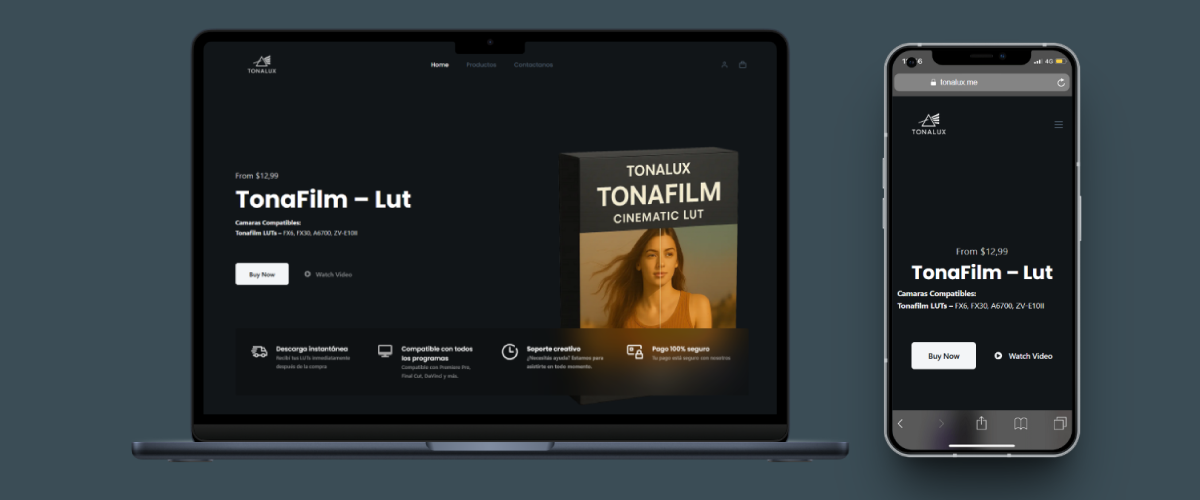 TONALUX
Home Productos Contactanos
From $12,99
TonaFilm – Lut
Camaras Compatibles:
Tonafilm LUTs – FX6, FX30, A6700, ZV-E10II
Buy Now
Watch Video
TONALUX
TONAFILM
CINEMATIC LUT
Descarga instantánea
Recibí tus LUTs inmediatamente
después de la compra
Compatible con todos
los programas
Compatible con Premiere Pro,
Final Cut, DaVinci y más.
Soporte creativo
¿Necesitás ayuda? Estamos para
asistirte en todo momento.
Pago 100% seguro
Tu pago está seguro con nosotros
4G
tonalux.me
TONALUX
From $12,99
TonaFilm – Lut
Camaras Compatibles:
Tonafilm LUTs – FX6, FX30, A6700, ZV-E10II
Buy Now
Watch Video